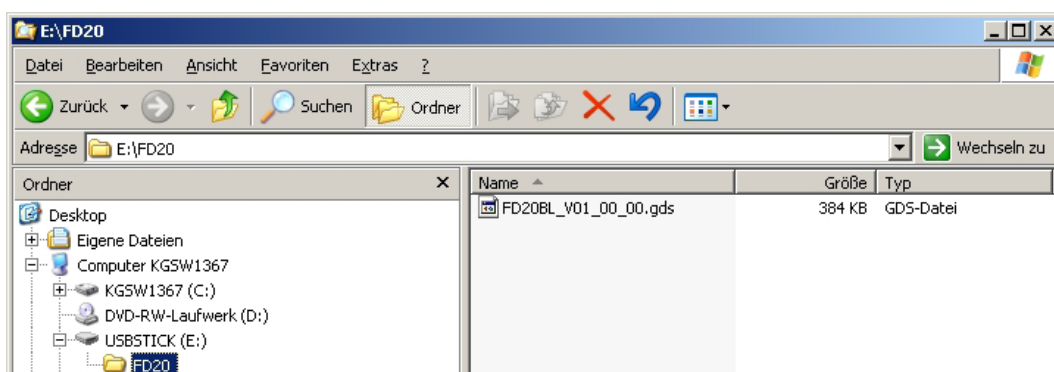 E:\FD20
Datei Bearbeiten Ansicht Favoriten Extras ?
Zurück Suchen Ordner
Adresse E:\FD20 Wechseln zu
Ordner x Name Größe Typ
FD20BL_V01_00_00.gds 384 KB GDS-Datei
Desktop
Eigene Dateien
Computer KGSW1367
KGSW1367 (C:)
DVD-RW-Laufwerk (D:)
USBSTICK (E:)
FD20